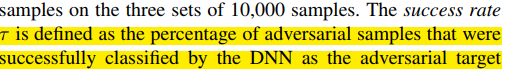 samples on the three sets of 10,000 samples. The success rate
τ is defined as the percentage of adversarial samples that were
successfully classified by the DNN as the adversarial target